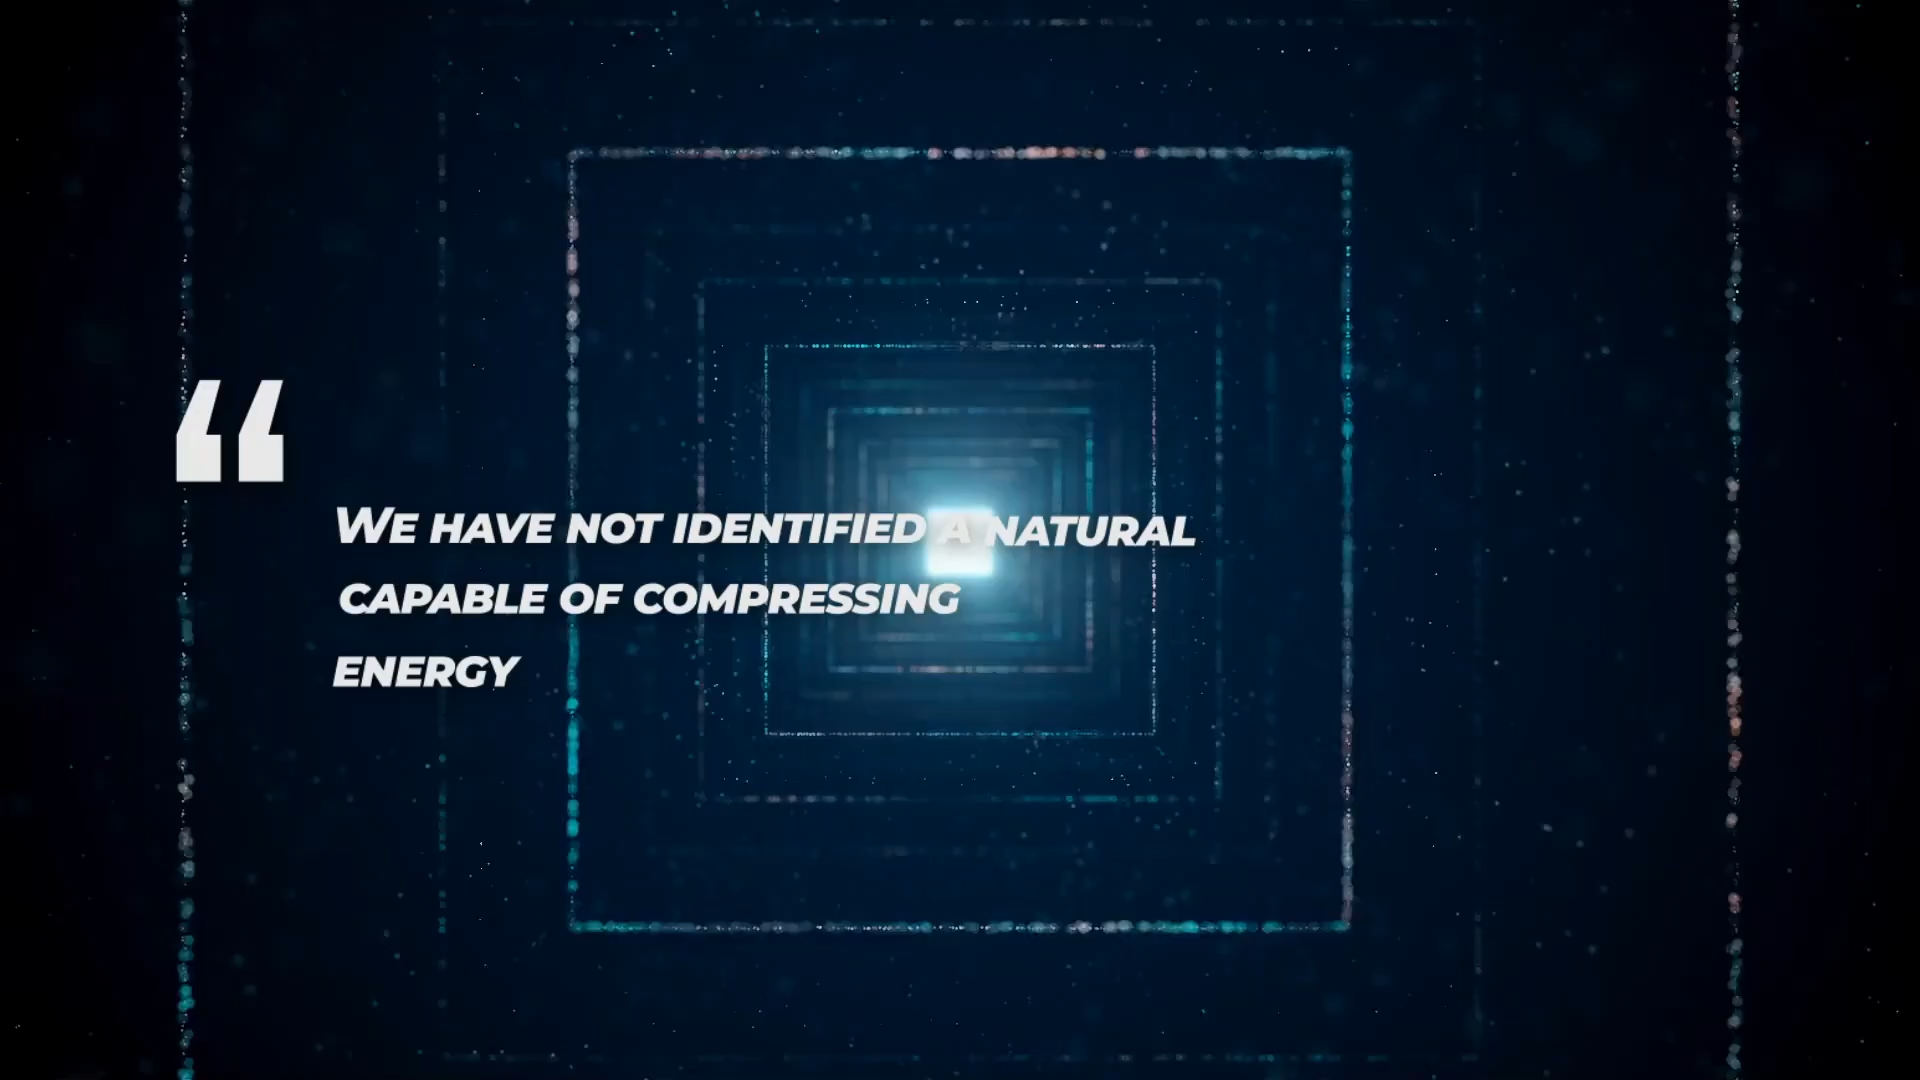 “
We have not identified a natural
capable of compressing
energy